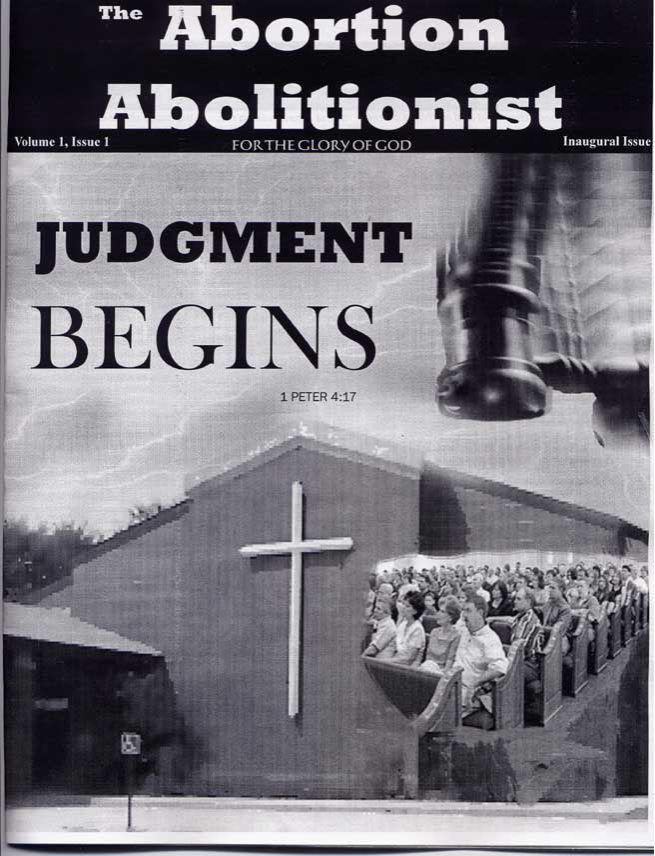 The Abortion
Abolitionist
Volume 1, Issue 1
FOR THE GLORY OF GOD
Inaugural Issue
JUDGMENT
BEGINS
1 PETER 4:17